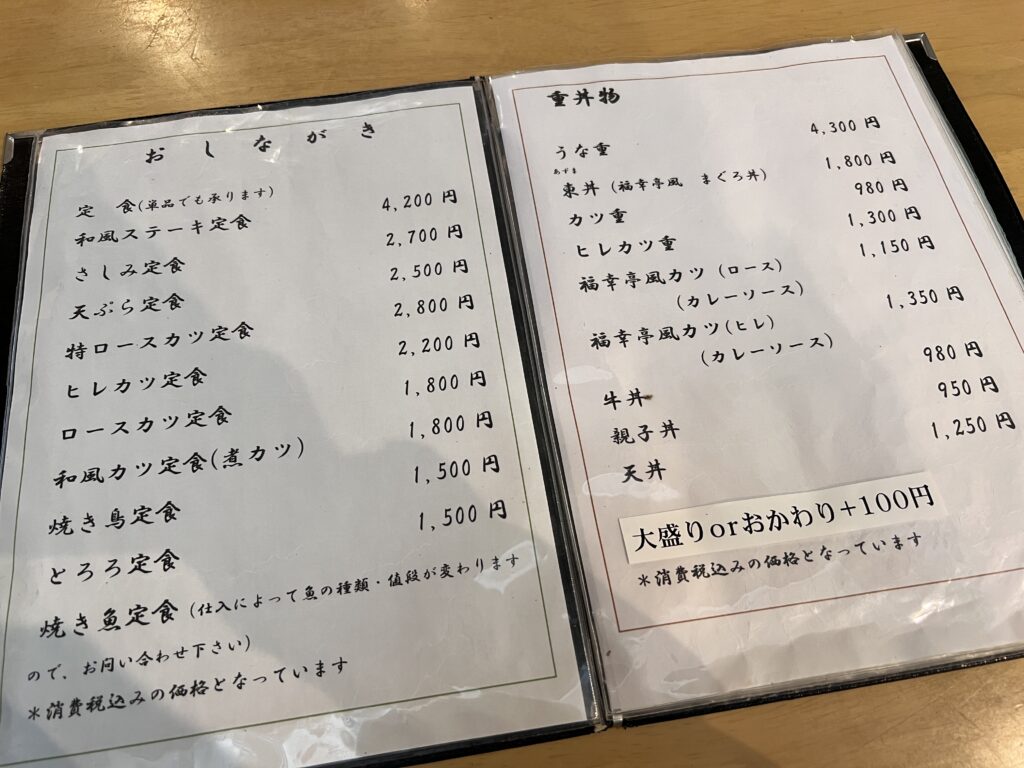 おしながき
定　食(単品でも承ります)
和風ステーキ定食 4,200円
さしみ定食 2,700円
天ぷら定食 2,500円
特ロースカツ定食 2,800円
ヒレカツ定食 2,200円
ロースカツ定食 1,800円
和風カツ定食(煮カツ) 1,800円
焼き鳥定食 1,500円
とろろ定食 1,500円
焼き魚定食(仕入によって魚の種類・値段が変わります
ので、お問い合わせ下さい)
＊消費税込みの価格となっています
重丼物
うな重 4,300円
あずま
東丼(福幸亭風　まぐろ丼) 1,800円
カツ重 980円
ヒレカツ重 1,300円
福幸亭風カツ(ロース) 1,150円
(カレーソース)
福幸亭風カツ(ヒレ) 1,350円
(カレーソース)
牛丼 980円
親子丼 950円
天丼 1,250円
大盛りorおかわり+100円
＊消費税込みの価格となっています